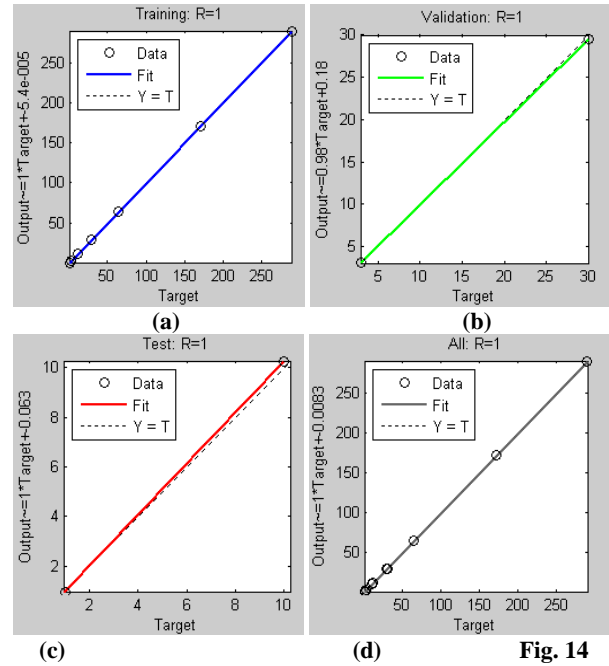 Training: R=1
Output~=1*Target+-5.4e-005
250
200
150
100
50
Data
Fit
Y = T
50
100
150
200
250
Target
(a)
Validation: R=1
Output~=0.98*Target+0.18
30
25
20
15
10
5
Data
Fit
Y = T
5
10
15
20
25
30
Target
(b)
Test: R=1
Output~=1*Target+-0.063
10
8
6
4
2
Data
Fit
Y = T
2
4
6
8
10
Target
(c)
All: R=1
Output~=1*Target+-0.0083
250
200
150
100
50
Data
Fit
Y = T
50
100
150
200
250
Target
(d)
Fig. 14